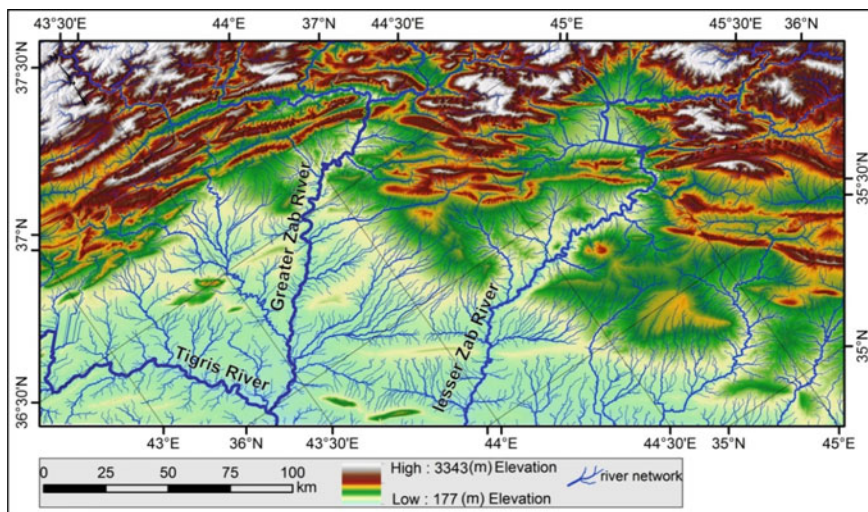 43°30'E 44°E 37°N 44°30'E 45°E 45°30'E 36°N
37°30'N
37°N
36°30'N
35°30'N
35°N
Greater Zab River
lesser Zab River
Tigris River
43°E 36°N 43°30'E 44°E 44°30'E 35°N 45°E
0 25 50 75 100
km
High : 3343(m) Elevation
Low : 177 (m) Elevation
river network